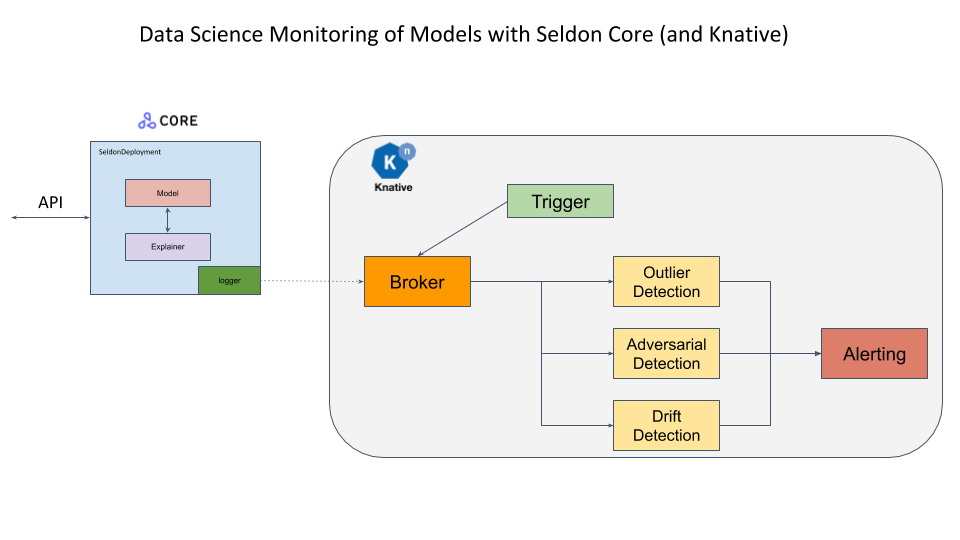 Data Science Monitoring of Models with Seldon Core (and Knative)
CORE
SeldonDeployment
Model
API
Explainer
logger
K
n
Knative
Trigger
Broker
Outlier
Detection
Adversarial
Detection
Drift
Detection
Alerting